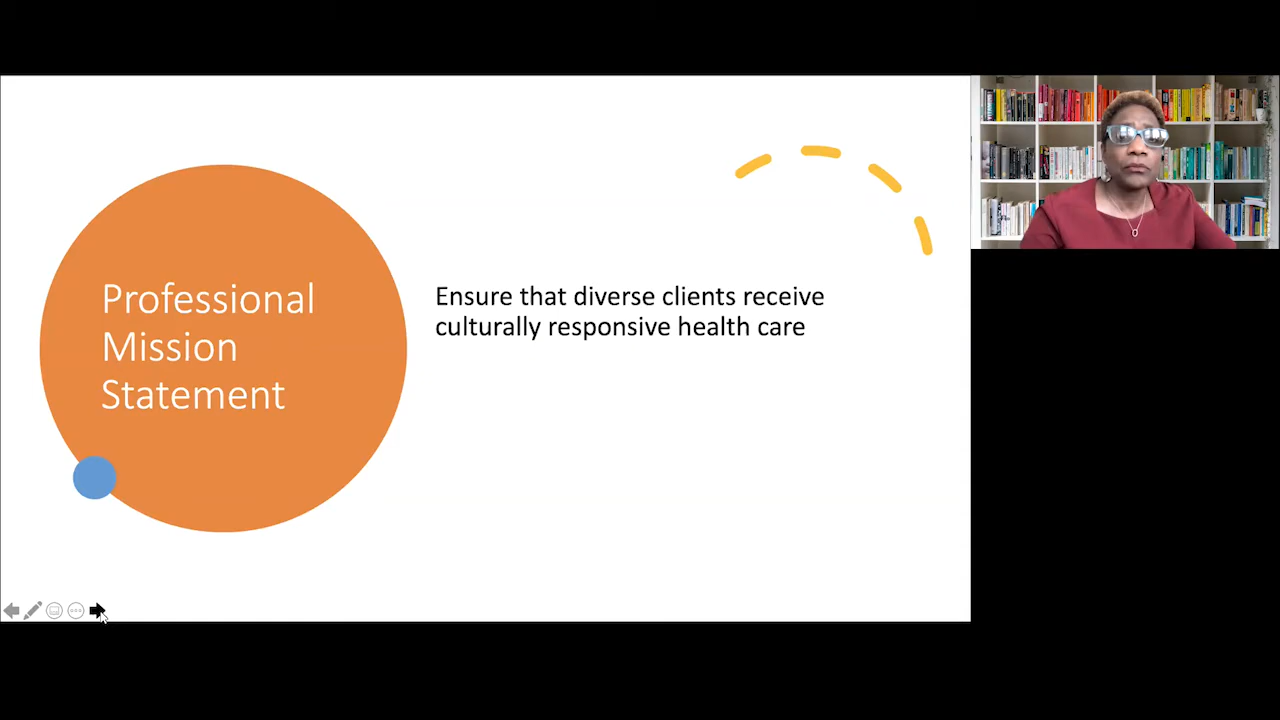 Professional
Mission
Statement
Ensure that diverse clients receive
culturally responsive health care